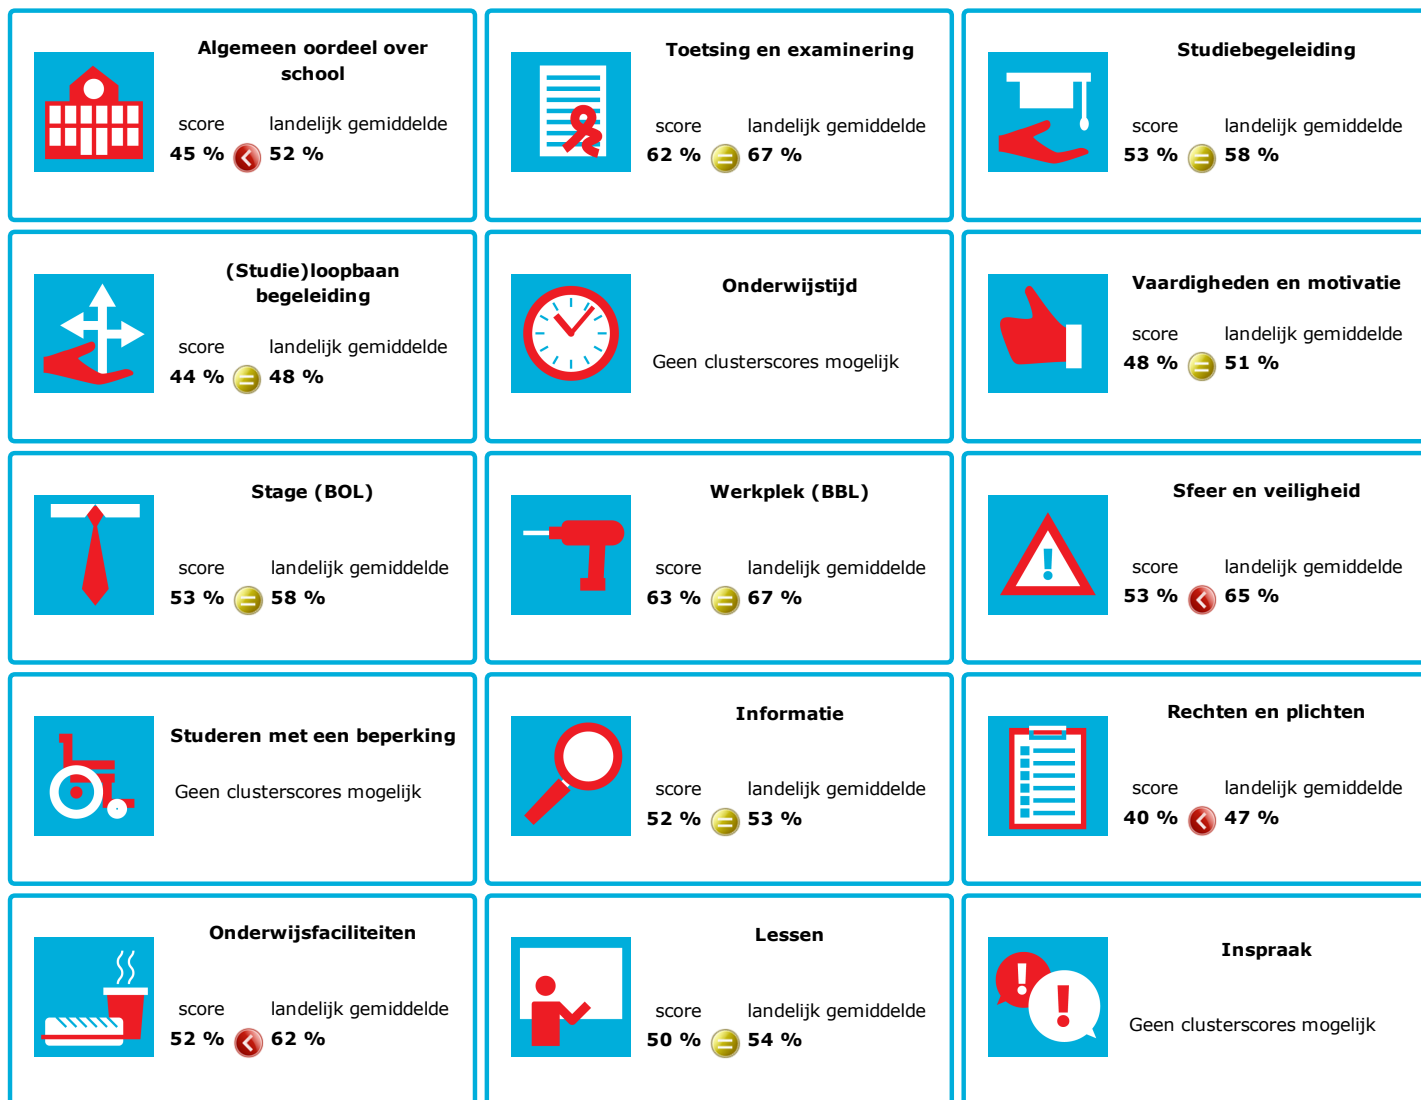 Algemeen oordeel over
school
score landelijk gemiddelde
45 % 52 %
Toetsing en examinering
score landelijk gemiddelde
62 % = 67 %
Studiebegeleiding
score landelijk gemiddelde
53 % = 58 %
(Studie)loopbaan
begeleiding
score landelijk gemiddelde
44 % = 48 %
Onderwijstijd
Geen clusterscores mogelijk
Vaardigheden en motivatie
score landelijk gemiddelde
48 % = 51 %
Stage (BOL)
score landelijk gemiddelde
53 % = 58 %
Werkplek (BBL)
score landelijk gemiddelde
63 % = 67 %
Sfeer en veiligheid
!
score landelijk gemiddelde
53 % < 65 %
Studeren met een beperking
Geen clusterscores mogelijk
Informatie
score landelijk gemiddelde
52 % = 53 %
Rechten en plichten
score landelijk gemiddelde
40 % < 47 %
Onderwijsfaciliteiten
score landelijk gemiddelde
52 % < 62 %
Lessen
score landelijk gemiddelde
50 % = 54 %
Inspraak
! !
Geen clusterscores mogelijk